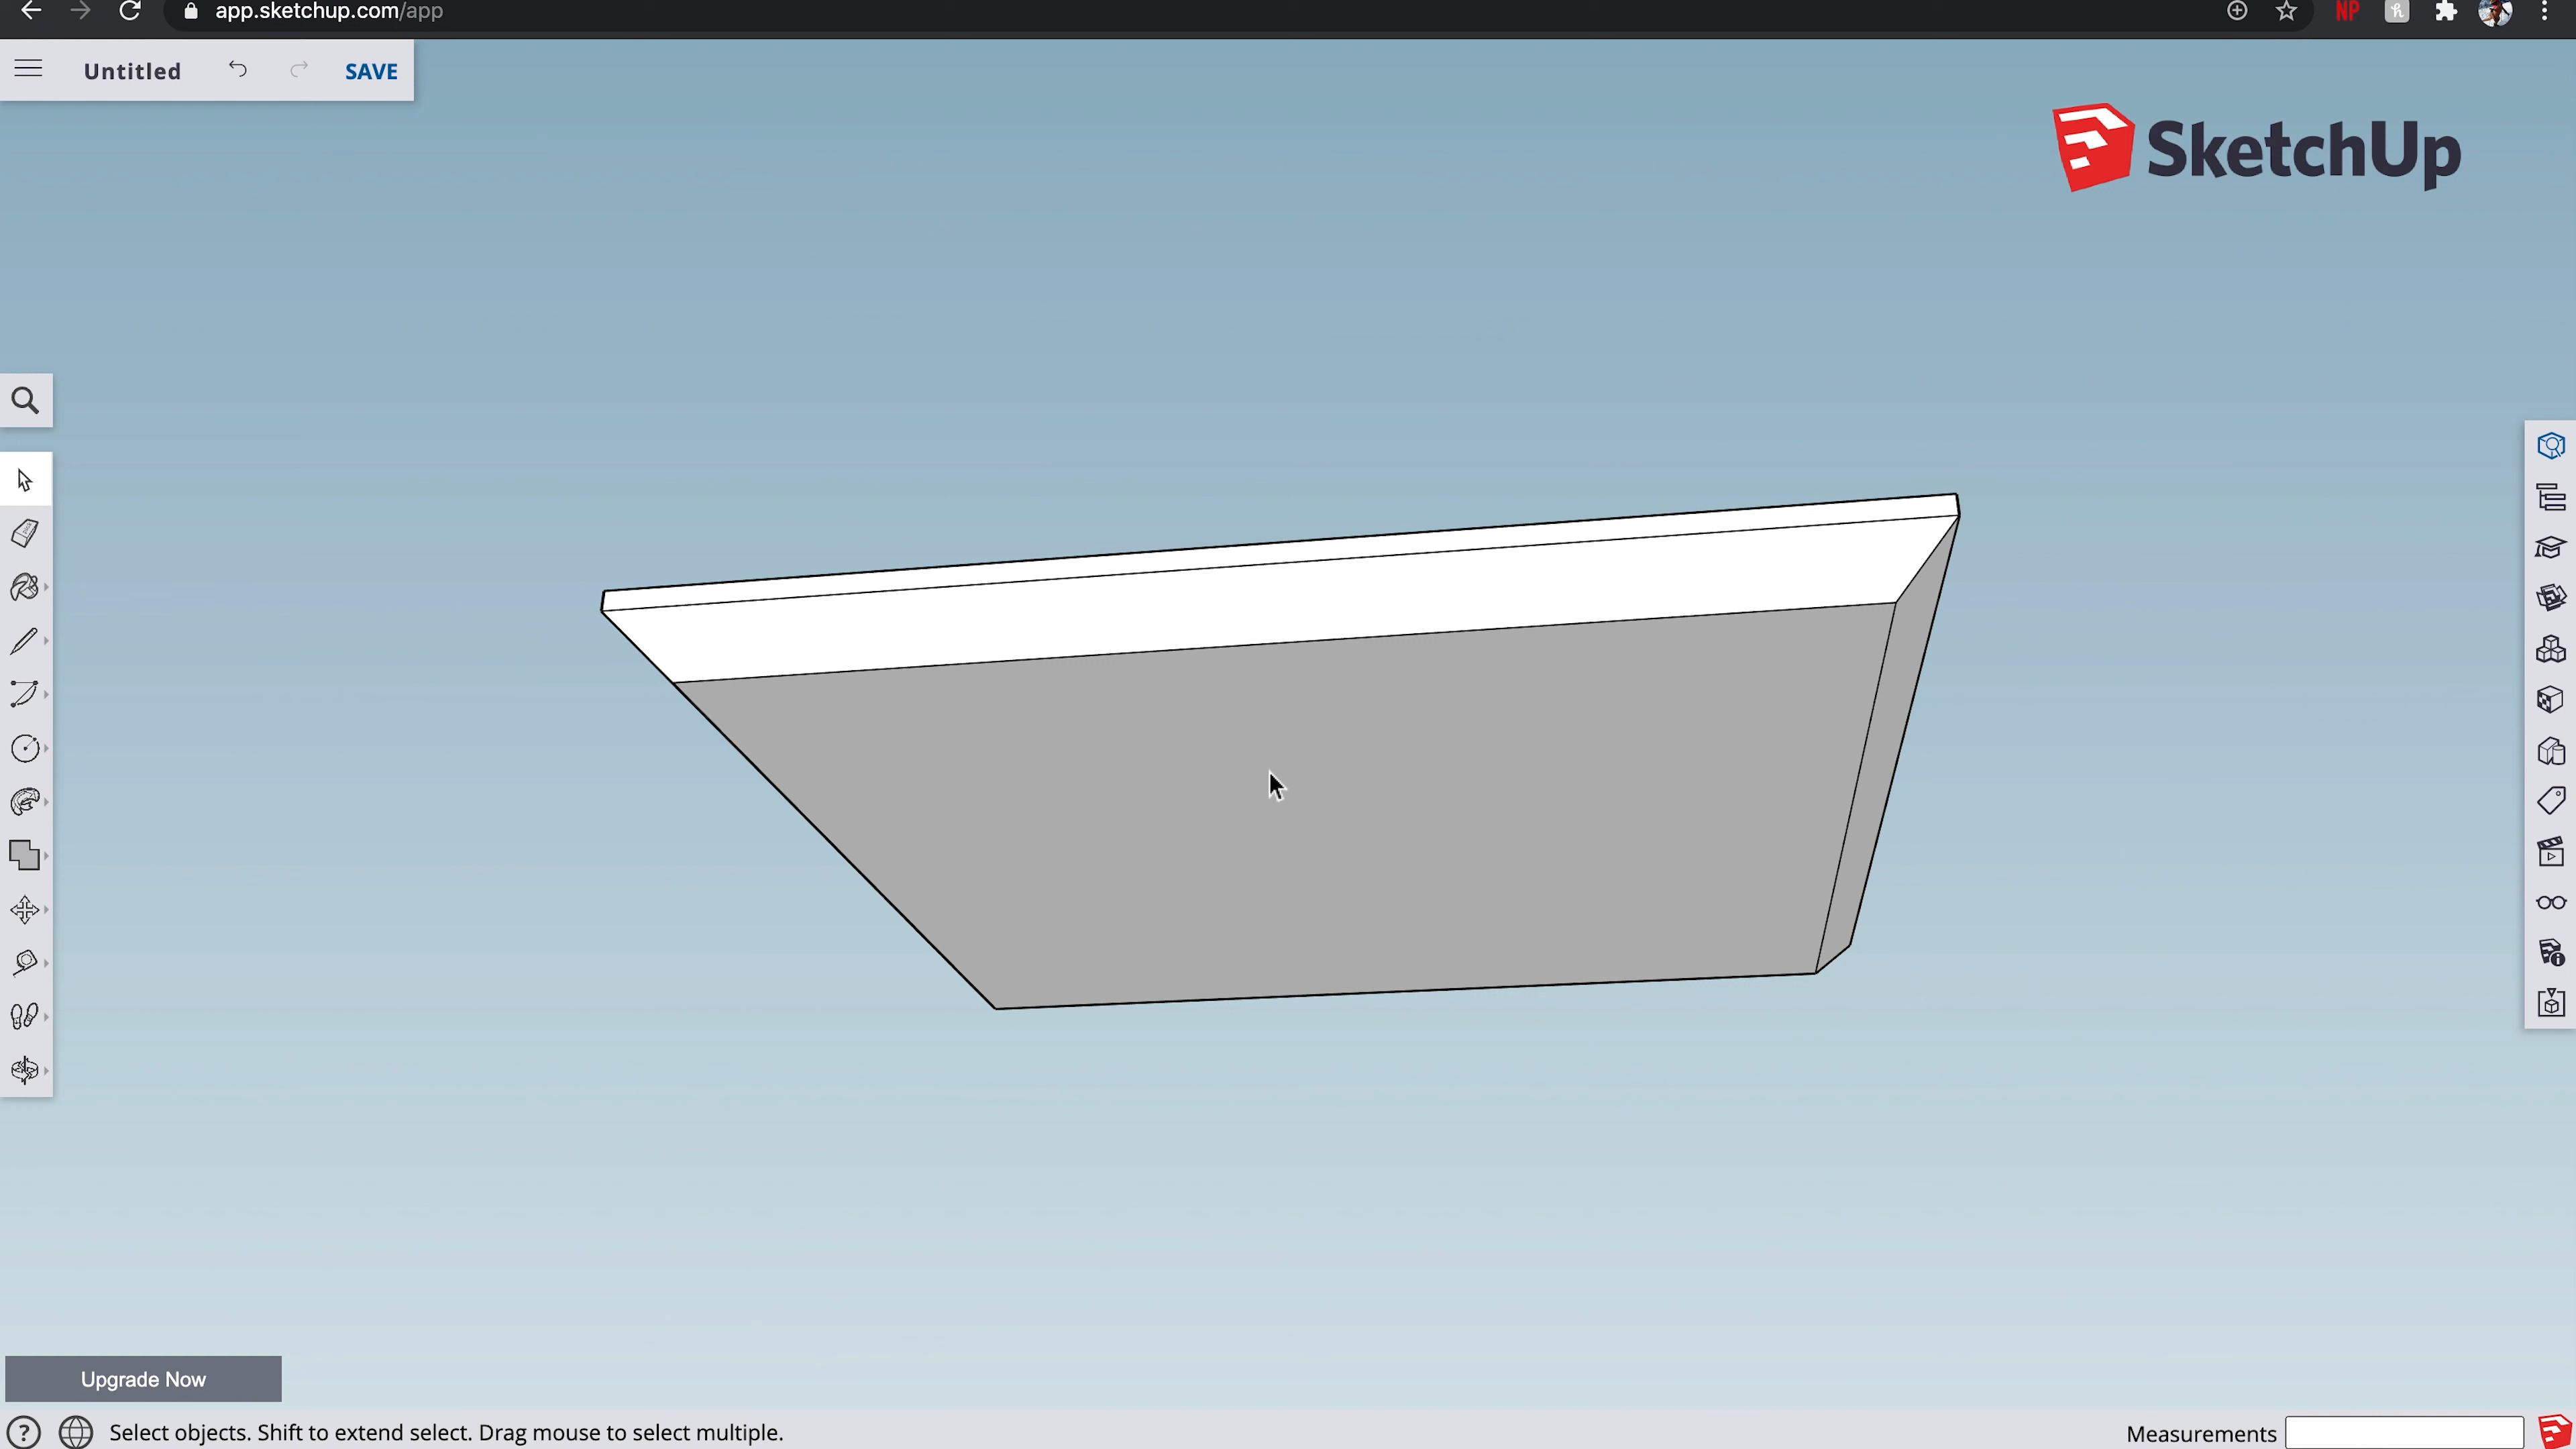 app.sketchup.com/app
NP
h
Untitled
SAVE
SketchUp
Upgrade Now
?
Select objects. Shift to extend select. Drag mouse to select multiple.
Measurements